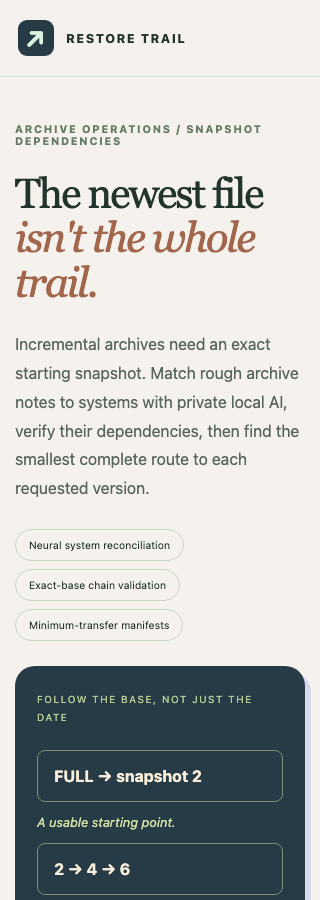 RESTORE TRAIL
ARCHIVE OPERATIONS / SNAPSHOT
DEPENDENCIES
The newest file
isn't the whole
trail.
Incremental archives need an exact
starting snapshot. Match rough archive
notes to systems with private local AI,
verify their dependencies, then find the
smallest complete route to each
requested version.
Neural system reconciliation
Exact-base chain validation
Minimum-transfer manifests
FOLLOW THE BASE, NOT JUST THE
DATE
FULL → snapshot 2
A usable starting point.
2 → 4 → 6